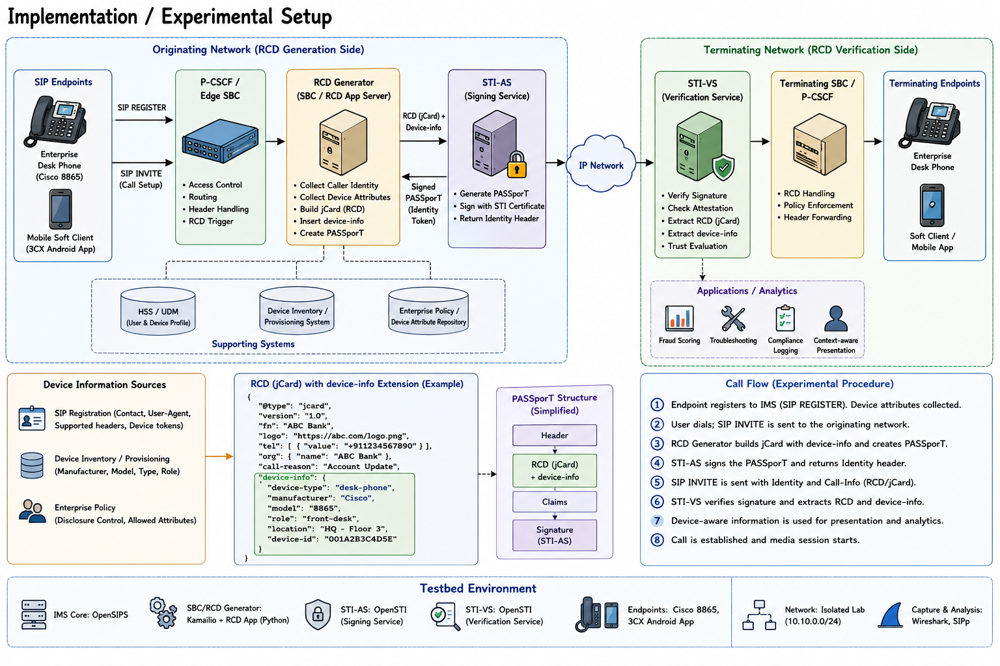 Implementation / Experimental Setup
Originating Network (RCD Generation Side)
SIP Endpoints
Enterprise
Desk Phone
(Cisco 8865)
Mobile Soft Client
(3CX Android App)
SIP REGISTER
SIP INVITE
(Call Setup)
P-CSCF /
Edge SBC
• Access Control
• Routing
• Header Handling
• RCD Trigger
RCD Generator
(SBC / RCD App Server)
• Collect Caller Identity
• Collect Device Attributes
• Build jCard (RCD)
• Insert device-info
• Create PASSporT
RCD (jCard) +
Device-info
Signed
PASSporT
(Identity
Token)
STI-AS
(Signing Service)
• Generate PASSporT
• Sign with STI Certificate
• Return Identity Header
HSS / UDM
(User & Device Profile)
Device Inventory /
Provisioning System
Enterprise Policy /
Device Attribute Repository
Supporting Systems
IP Network
Terminating Network (RCD Verification Side)
STI-VS
(Verification Service)
• Verify Signature
• Check Attestation
• Extract RCD (jCard)
• Extract device-info
• Trust Evaluation
Terminating SBC /
P-CSCF
• RCD Handling
• Policy Enforcement
• Header Forwarding
Terminating Endpoints
Enterprise
Desk Phone
Soft Client /
Mobile App
Applications / Analytics
Fraud Scoring
Troubleshooting
Compliance
Logging
Context-aware
Presentation
Device Information Sources
SIP Registration (Contact, User-Agent,
Supported headers, Device tokens)
Device Inventory / Provisioning
(Manufacturer, Model, Type, Role)
Enterprise Policy
(Disclosure Control, Allowed Attributes)
RCD (jCard) with device-info Extension (Example)
{
"@type": "jcard",
"version": "1.0",
"fn": "ABC Bank",
"logo": "https://abc.com/logo.png",
"tel": [ { "value": "+911234567890" } ],
"org": { "name": "ABC Bank" },
"call-reason": "Account Update",
"device-info": {
"device-type": "desk-phone",
"manufacturer": "Cisco",
"model": "8865",
"role": "front-desk",
"location": "HQ - Floor 3",
"device-id": "001A2B3C4D5E"
}
}
PASSporT Structure
(Simplified)
Header
RCD (jCard)
+ device-info
Claims
Signature
(STI-AS)
Call Flow (Experimental Procedure)
1 Endpoint registers to IMS (SIP REGISTER). Device attributes collected.
2 User dials; SIP INVITE is sent to the originating network.
3 RCD Generator builds jCard with device-info and creates PASSporT.
4 STI-AS signs the PASSporT and returns Identity header.
5 SIP INVITE is sent with Identity and Call-Info (RCD/jCard).
6 STI-VS verifies signature and extracts RCD and device-info.
7 Device-aware information is used for presentation and analytics.
8 Call is established and media session starts.
Testbed Environment
IMS Core: OpenSIPS
SBC/RCD Generator:
Kamailio + RCD App (Python)
STI-AS: OpenSTI
(Signing Service)
STI-VS: OpenSTI
(Verification Service)
Endpoints: Cisco 8865,
3CX Android App
Network: Isolated Lab
(10.10.0.0/24)
Capture & Analysis:
Wireshark, SIPp